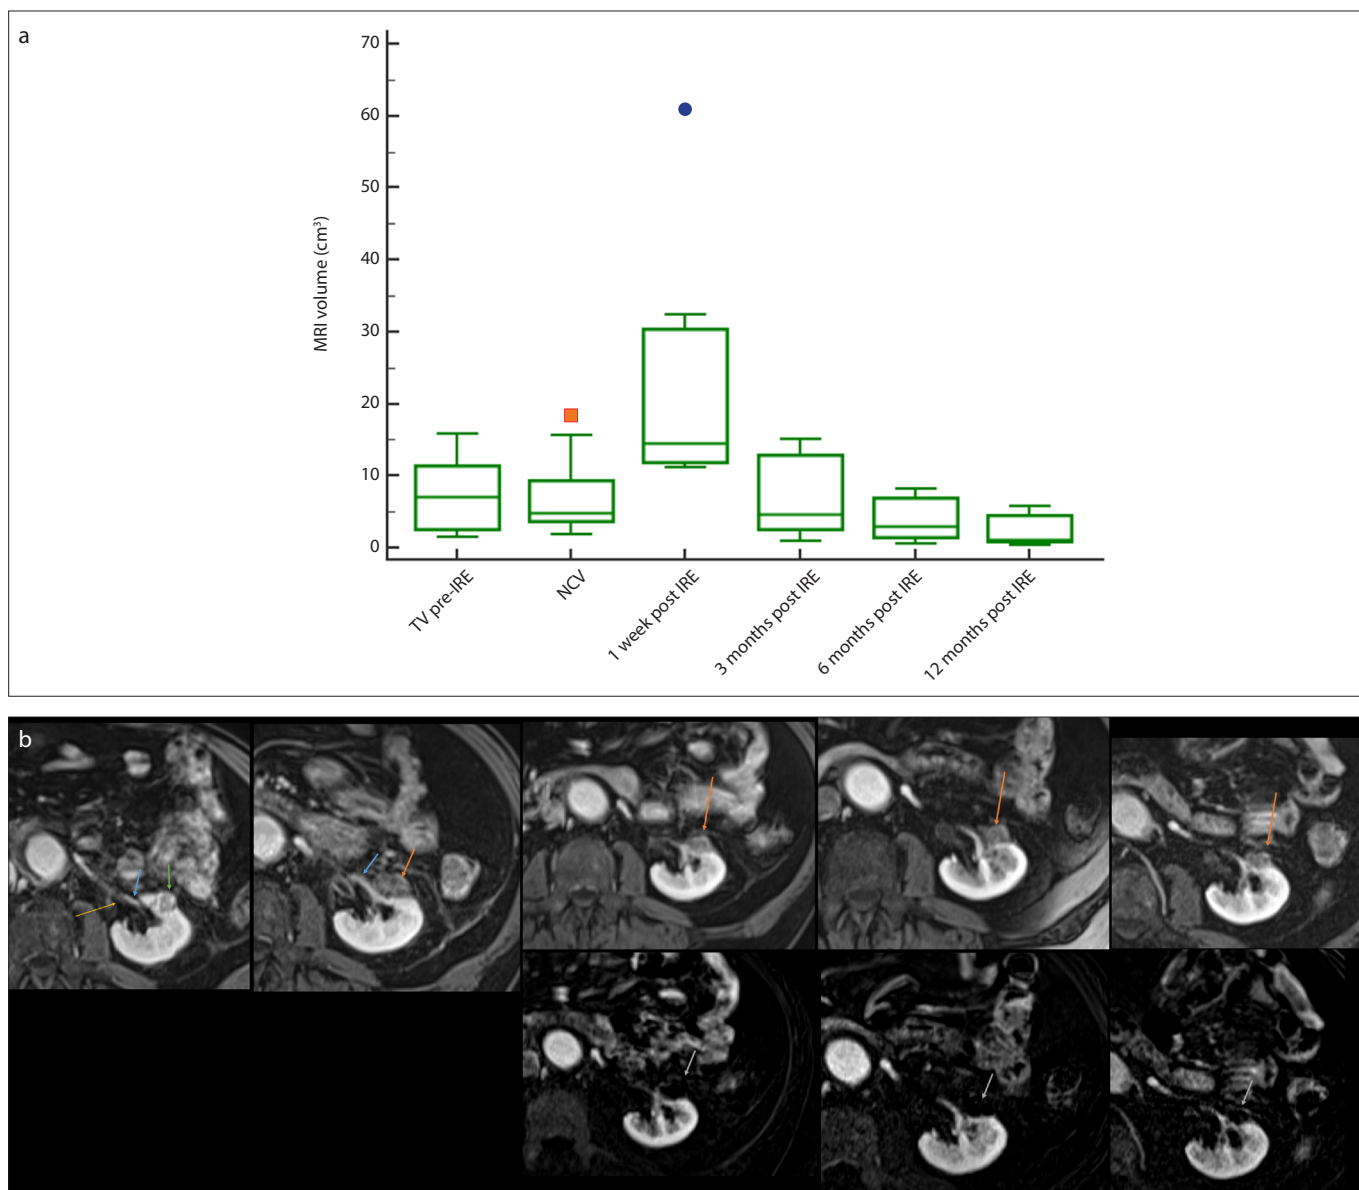 a
70
60
50
40
30
20
10
0
MRI volume (cm³)
TV pre-IRE
NCV
1 week post IRE
3 months post IRE
6 months post IRE
12 months post IRE
b